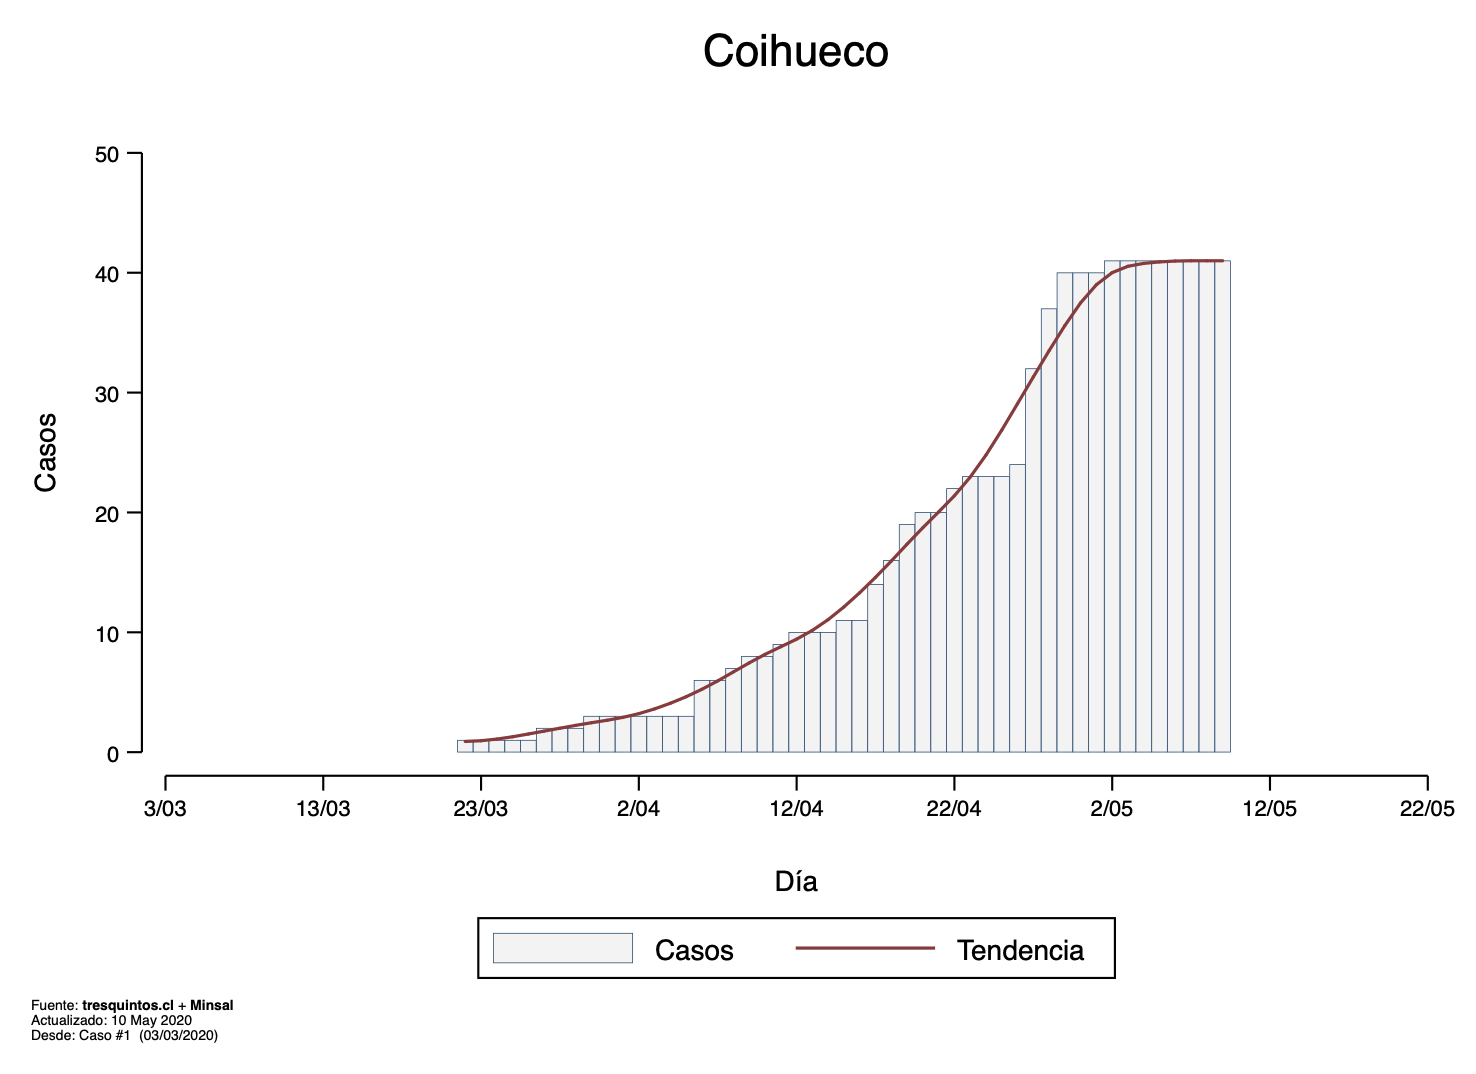 Coihueco
50
40
30
20
10
0
Casos
3/03 13/03 23/03 2/04 12/04 22/04 2/05 12/05 22/05
Día
Casos Tendencia
Fuente: tresquintos.cl + Minsal
Actualizado: 10 May 2020
Desde: Caso #1 (03/03/2020)